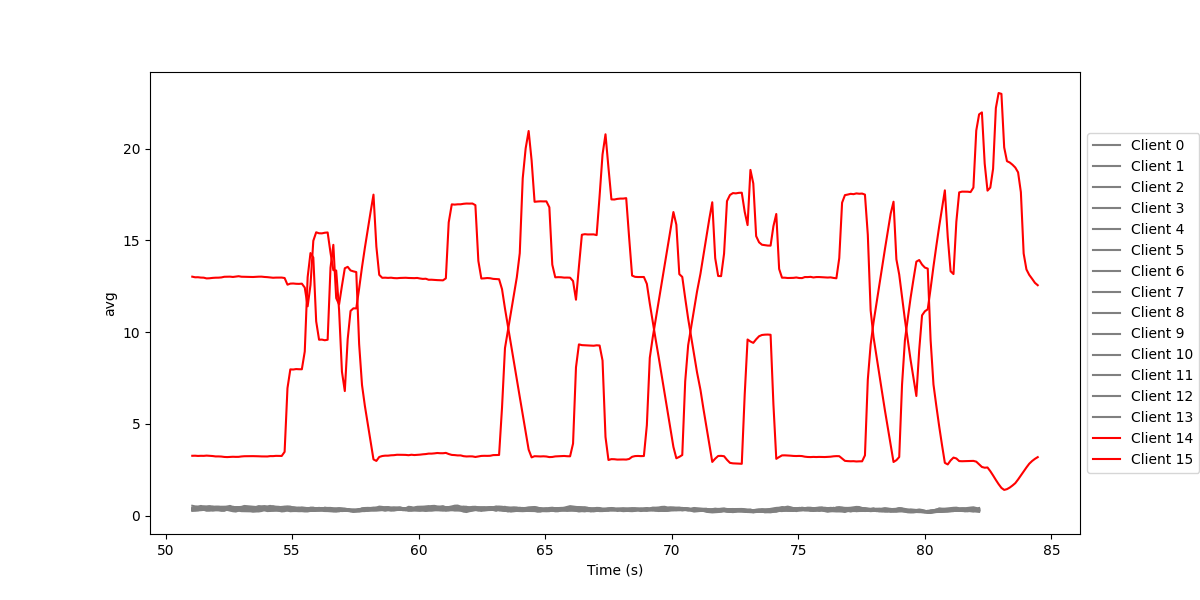 20
15
10
5
0
avg
50
55
60
65
70
75
80
85
Time (s)
Client 0
Client 1
Client 2
Client 3
Client 4
Client 5
Client 6
Client 7
Client 8
Client 9
Client 10
Client 11
Client 12
Client 13
Client 14
Client 15